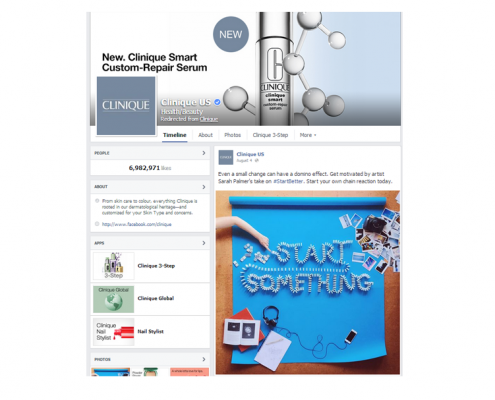 NEW
New. Clinique Smart
Custom-Repair Serum
CLINIQUE
clinique
smart
custom-repair
serum
CLINIQUE
Clinique US
Health/Beauty
Redirected from Clinique
Timeline About Photos Clinique 3-Step More
PEOPLE
6,982,971 likes
ABOUT
From skin care to colour, everything Clinique is
rooted in our dermatological heritage—and
customised for your Skin Type and concerns.
http://www.facebook.com/clinique
APPS
3-Step
Clinique 3-Step
Clinique Global
Clinique Global
Clinique
Nail
Stylist
Nail Stylist
PHOTOS
CLINIQUE
Clinique US
Even a small change can have a domino effect. Get motivated by artist
Sarah Palmer's take on #StartBetter. Start your own chain reaction today.
START
SOMETHING